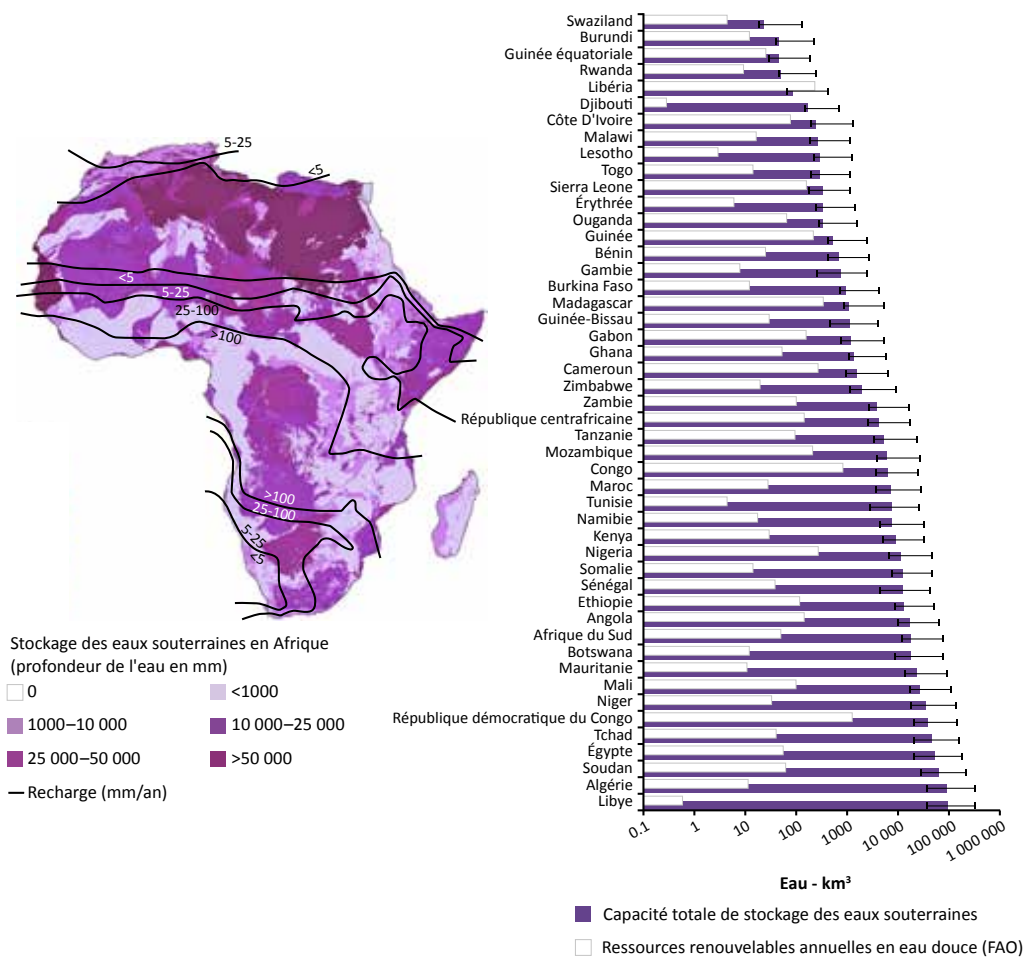 5-25
<5
<5
5-25
25-100
>100
République centrafricaine
>100
25-100
5-25
<5
Stockage des eaux souterraines en Afrique
(profondeur de l'eau en mm)
0
<1000
1000–10 000
10 000–25 000
25 000–50 000
>50 000
Recharge (mm/an)
Swaziland
Burundi
Guinée équatoriale
Rwanda
Libéria
Djibouti
Côte D'Ivoire
Malawi
Lesotho
Togo
Sierra Leone
Érythrée
Ouganda
Guinée
Bénin
Gambie
Burkina Faso
Madagascar
Guinée-Bissau
Gabon
Ghana
Cameroun
Zimbabwe
Zambie
Tanzanie
Mozambique
Congo
Maroc
Tunisie
Namibie
Kenya
Nigeria
Somalie
Sénégal
Ethiopie
Angola
Afrique du Sud
Botswana
Mauritanie
Mali
Niger
République démocratique du Congo
Tchad
Égypte
Soudan
Algérie
Libye
0.1
1
10
100
1000
10 000
100 000
1 000 000
Eau - km³
Capacité totale de stockage des eaux souterraines
Ressources renouvelables annuelles en eau douce (FAO)